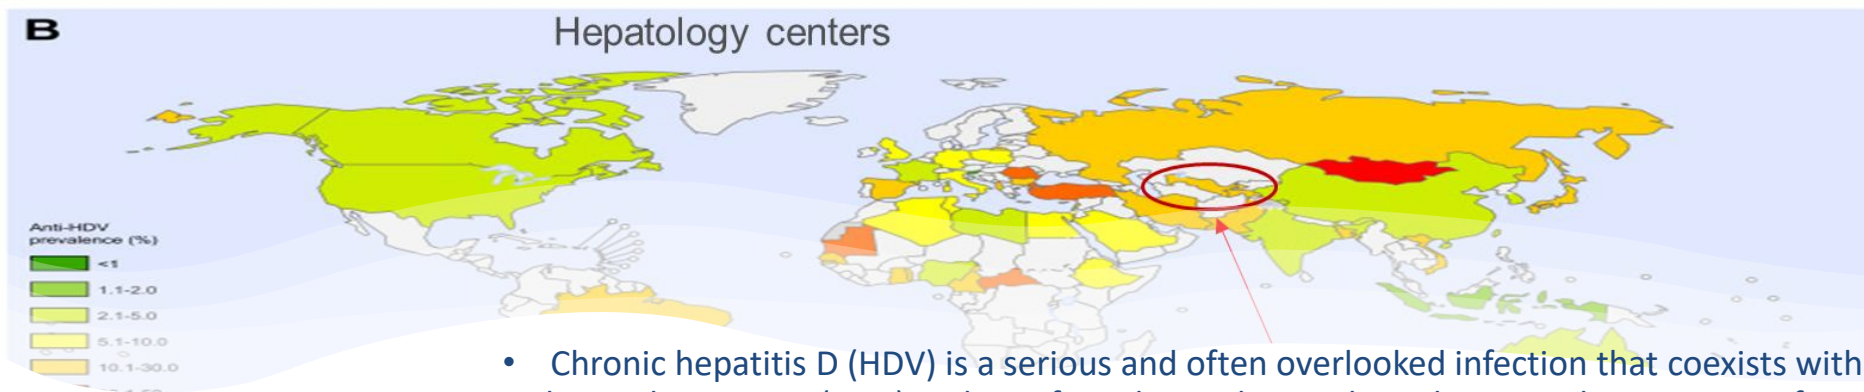 B
Hepatology centers
Anti-HDV
prevalence (%)
<1
1.1-2.0
2.1-5.0
5.1-10.0
10.1-30.0
• Chronic hepatitis D (HDV) is a serious and often overlooked infection that coexists with